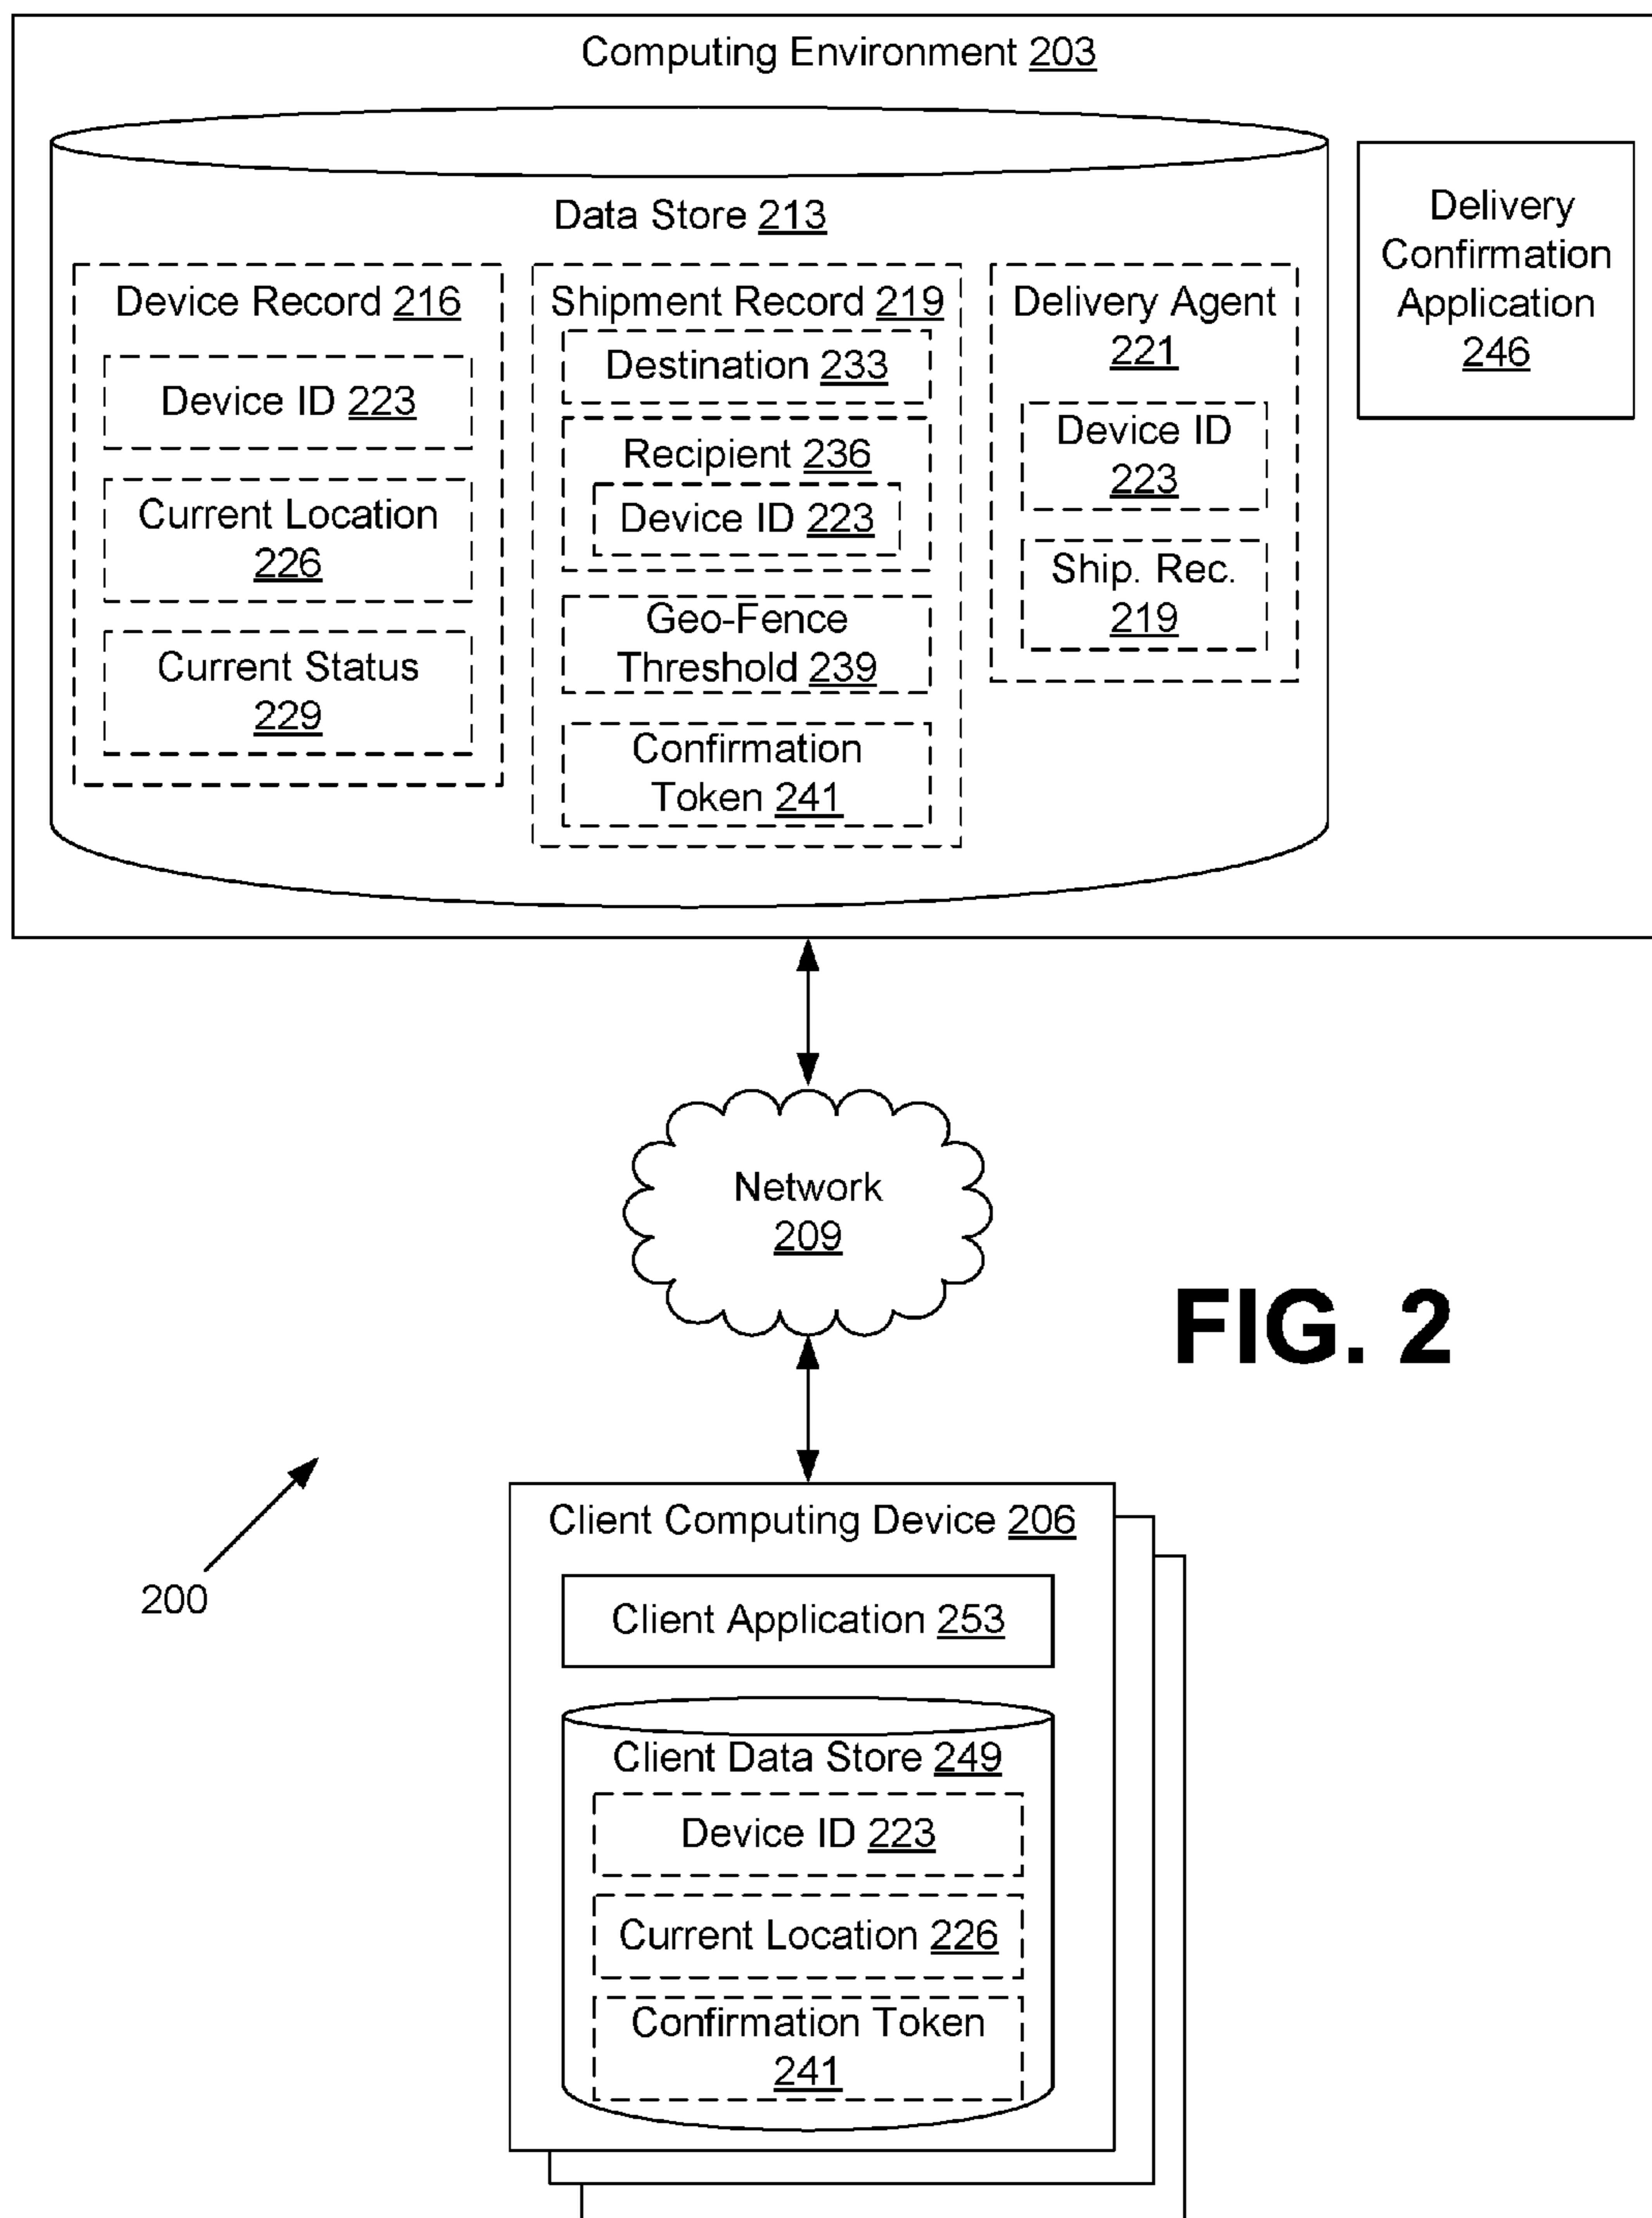 Computing Environment 203
Data Store 213
Device Record 216
Device ID 223
Current Location
226
Current Status
229
Shipment Record 219
Destination 233
Recipient 236
Device ID 223
Geo-Fence
Threshold 239
Confirmation
Token 241
Delivery Agent
221
Device ID
223
Ship. Rec.
219
Delivery
Confirmation
Application
246
Network
209
FIG. 2
200
Client Computing Device 206
Client Application 253
Client Data Store 249
Device ID 223
Current Location 226
Confirmation Token
241